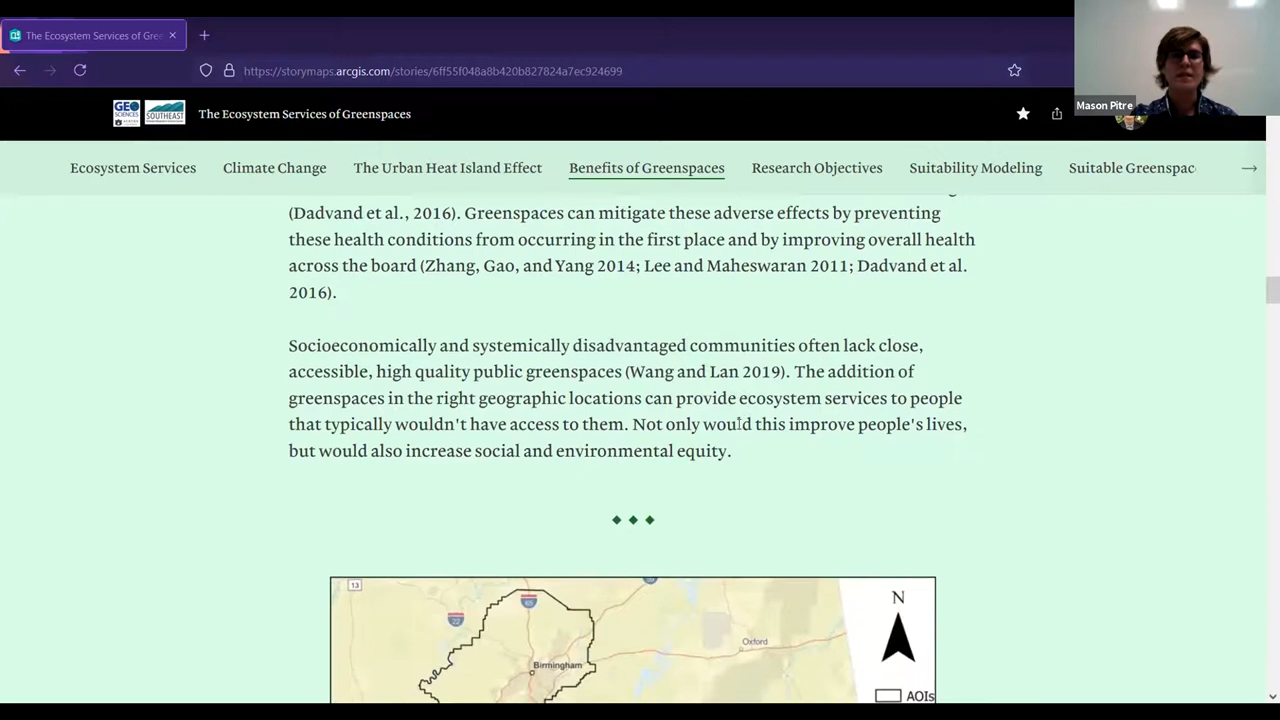 The Ecosystem Services of Gree
https://storymaps.arcgis.com/stories/6ff55f048a8b420b827824a7ec924699
Mason Pitre
GEO
SCIENCES
SOUTHEAST
The Ecosystem Services of Greenspaces
Ecosystem Services
Climate Change
The Urban Heat Island Effect
Benefits of Greenspaces
Research Objectives
Suitability Modeling
Suitable Greenspac
(Dadvand et al., 2016). Greenspaces can mitigate these adverse effects by preventing
these health conditions from occurring in the first place and by improving overall health
across the board (Zhang, Gao, and Yang 2014; Lee and Maheswaran 2011; Dadvand et al.
2016).
Socioeconomically and systemically disadvantaged communities often lack close,
accessible, high quality public greenspaces (Wang and Lan 2019). The addition of
greenspaces in the right geographic locations can provide ecosystem services to people
that typically wouldn't have access to them. Not only would this improve people's lives,
but would also increase social and environmental equity.
13
65
22
N
Oxford
Birmingham
AOIs